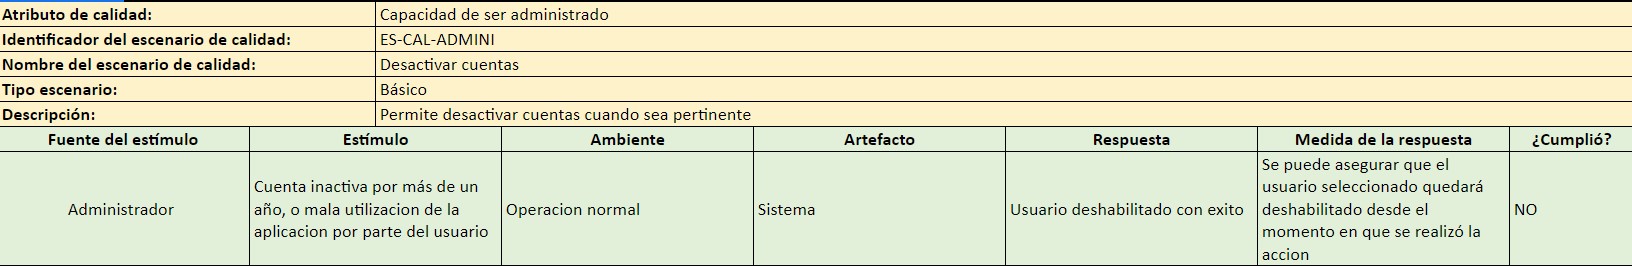 Atributo de calidad: Capacidad de ser administrado
Identificador del escenario de calidad: ES-CAL-ADMINI
Nombre del escenario de calidad: Desactivar cuentas
Tipo escenario: Básico
Descripción: Permite desactivar cuentas cuando sea pertinente
Fuente del estímulo Estímulo Ambiente Artefacto Respuesta Medida de la respuesta ¿Cumplió?
Administrador
Cuenta inactiva por más de un
año, o mala utilizacion de la
aplicacion por parte del usuario
Operacion normal
Sistema
Usuario deshabilitado con exito
Se puede asegurar que el
usuario seleccionado quedará
deshabilitado desde el
momento en que se realizó la
accion
NO